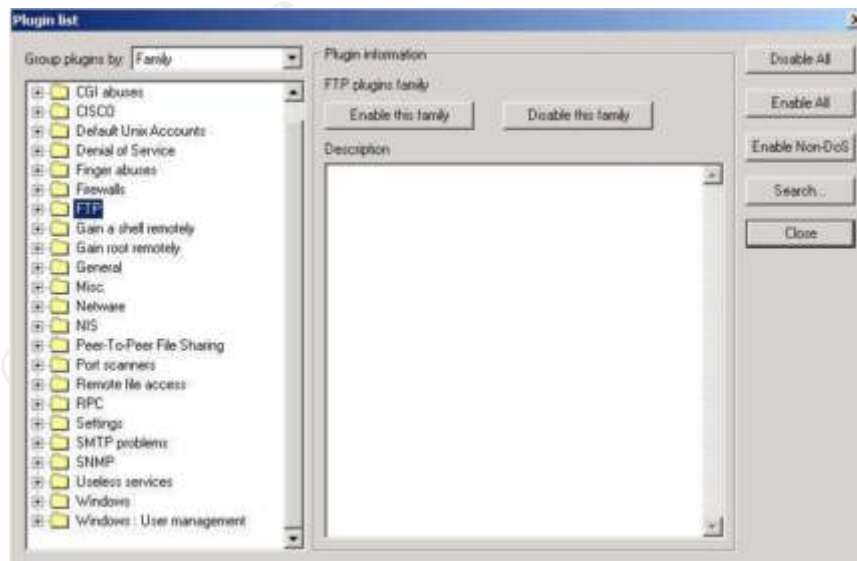 Plugin list
Group plugins by: Family
CGI abuses
CISCO
Default Unix Accounts
Denial of Service
Finger abuses
Firewalls
FTP
Gain a shell remotely
Gain root remotely
General
Misc.
Netware
NIS
Peer-To-Peer File Sharing
Port scanners
Remote file access
RPC
Settings
SMTP problems
SNMP
Useless services
Windows
Windows : User management
Plugin information
FTP plugins family
Enable this family
Disable this family
Description
Disable All
Enable All
Enable Non-DoS
Search...
Close